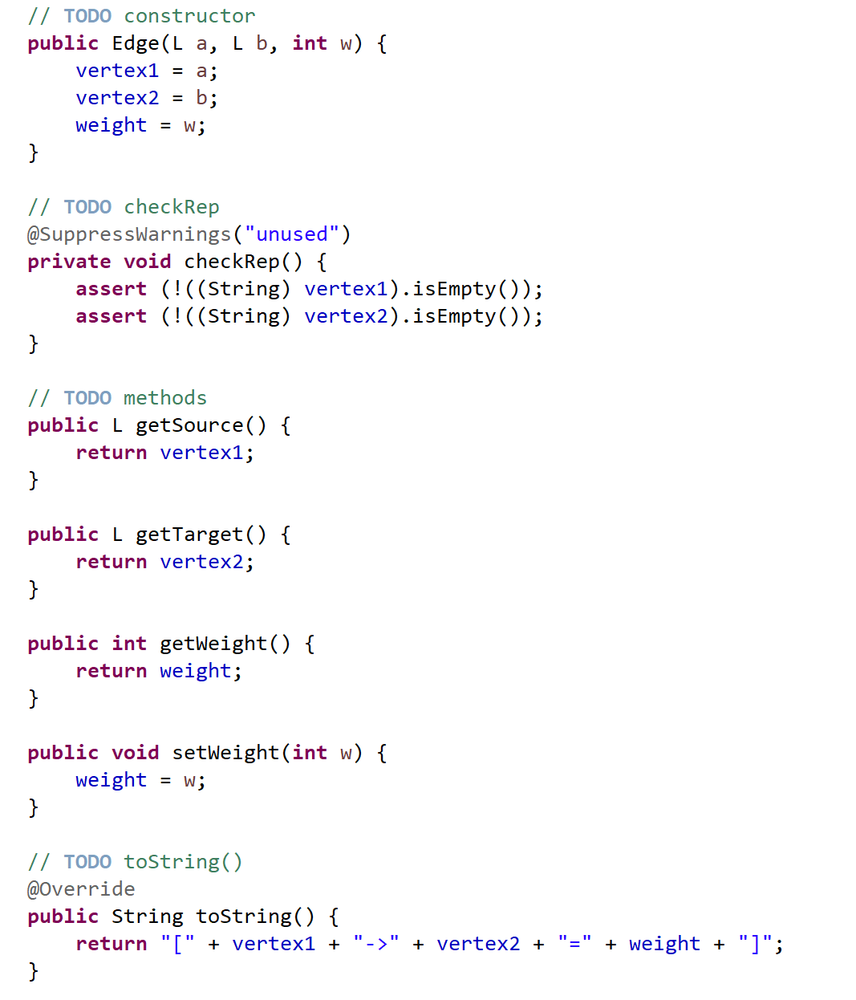 // TODO constructor
public Edge(L a, L b, int w) {
    vertex1 = a;
    vertex2 = b;
    weight = w;
}

// TODO checkRep
@SuppressWarnings("unused")
private void checkRep() {
    assert (!((String) vertex1).isEmpty());
    assert (!((String) vertex2).isEmpty());
}

// TODO methods
public L getSource() {
    return vertex1;
}

public L getTarget() {
    return vertex2;
}

public int getWeight() {
    return weight;
}

public void setWeight(int w) {
    weight = w;
}

// TODO toString()
@Override
public String toString() {
    return "[" + vertex1 + "->" + vertex2 + "=" + weight + "]";
}